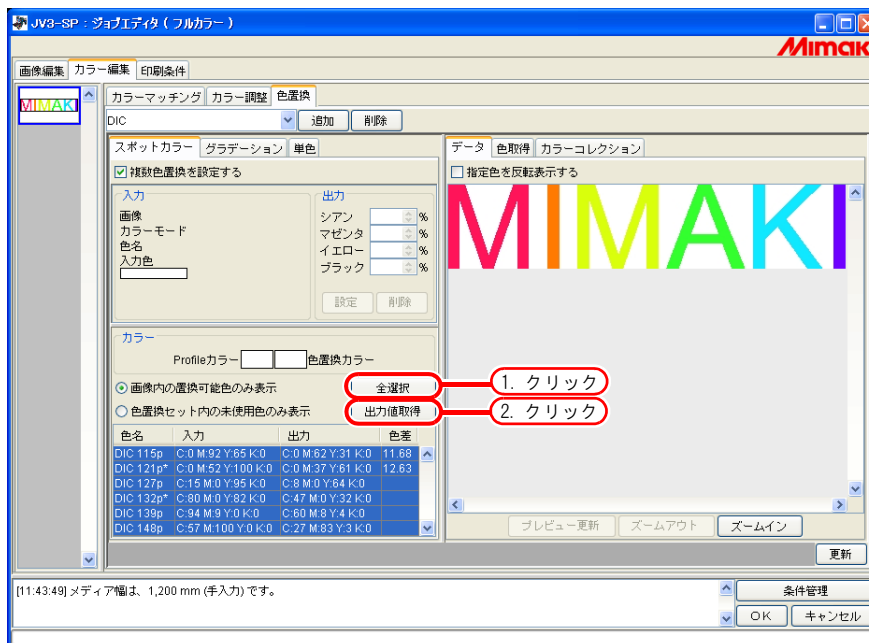 JV3-SP : ジョブエディタ ( フルカラー )
Mimaki
画像編集 カラー編集 印刷条件
MIMAKI
カラーマッチング カラー調整 色置換
DIC 追加 削除
スポットカラー グラデーション 単色
データ 色取得 カラーコレクション
複数色置換を設定する
指定色を反転表示する
入力
画像
カラーモード
色名
入力色
出力
シアン %
マゼンタ %
イエロー %
ブラック %
設定 削除
MIMAKI
カラー
Profileカラー 色置換カラー
画像内の置換可能色のみ表示 全選択
1. クリック
色置換セット内の未使用色のみ表示 出力値取得
2. クリック
色名 入力 出力 色差
DIC 115p C:0 M:92 Y:65 K:0 C:0 M:62 Y:31 K:0 11.68
DIC 121p* C:0 M:52 Y:100 K:0 C:0 M:37 Y:61 K:0 12.63
DIC 127p C:15 M:0 Y:95 K:0 C:8 M:0 Y:64 K:0
DIC 132p* C:80 M:0 Y:82 K:0 C:47 M:0 Y:32 K:0
DIC 139p C:94 M:9 Y:0 K:0 C:60 M:8 Y:4 K:0
DIC 148p C:57 M:100 Y:0 K:0 C:27 M:83 Y:3 K:0
プレビュー更新 ズームアウト ズームイン
更新
[11:43:49] メディア幅は、1,200 mm (手入力) です。
条件管理
OK キャンセル